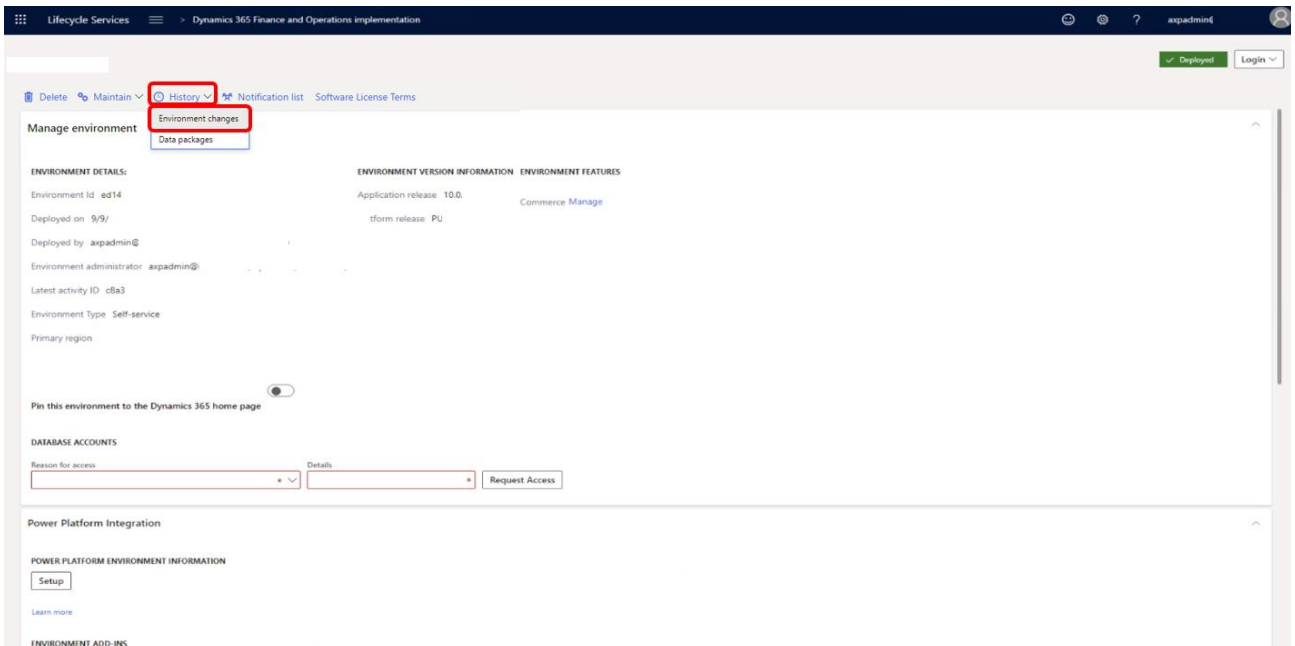 Lifecycle Services > Dynamics 365 Finance and Operations implementation ? axpadmin
Deployed Login
Delete Maintain History Notification list Software License Terms
Environment changes
Manage environment
Data packages
ENVIRONMENT DETAILS: ENVIRONMENT VERSION INFORMATION ENVIRONMENT FEATURES
Environment Id ed14 Application release 10.0. Commerce Manage
Deployed on 9/9/ tform release PU
Deployed by axpadmin@
Environment administrator axpadmin@
Latest activity ID c8a3
Environment Type Self-service
Primary region
Pin this environment to the Dynamics 365 home page
DATABASE ACCOUNTS
Reason for access Details
* * Request Access
Power Platform Integration
POWER PLATFORM ENVIRONMENT INFORMATION
Setup
Learn more
ENVIRONMENT ADD-INS